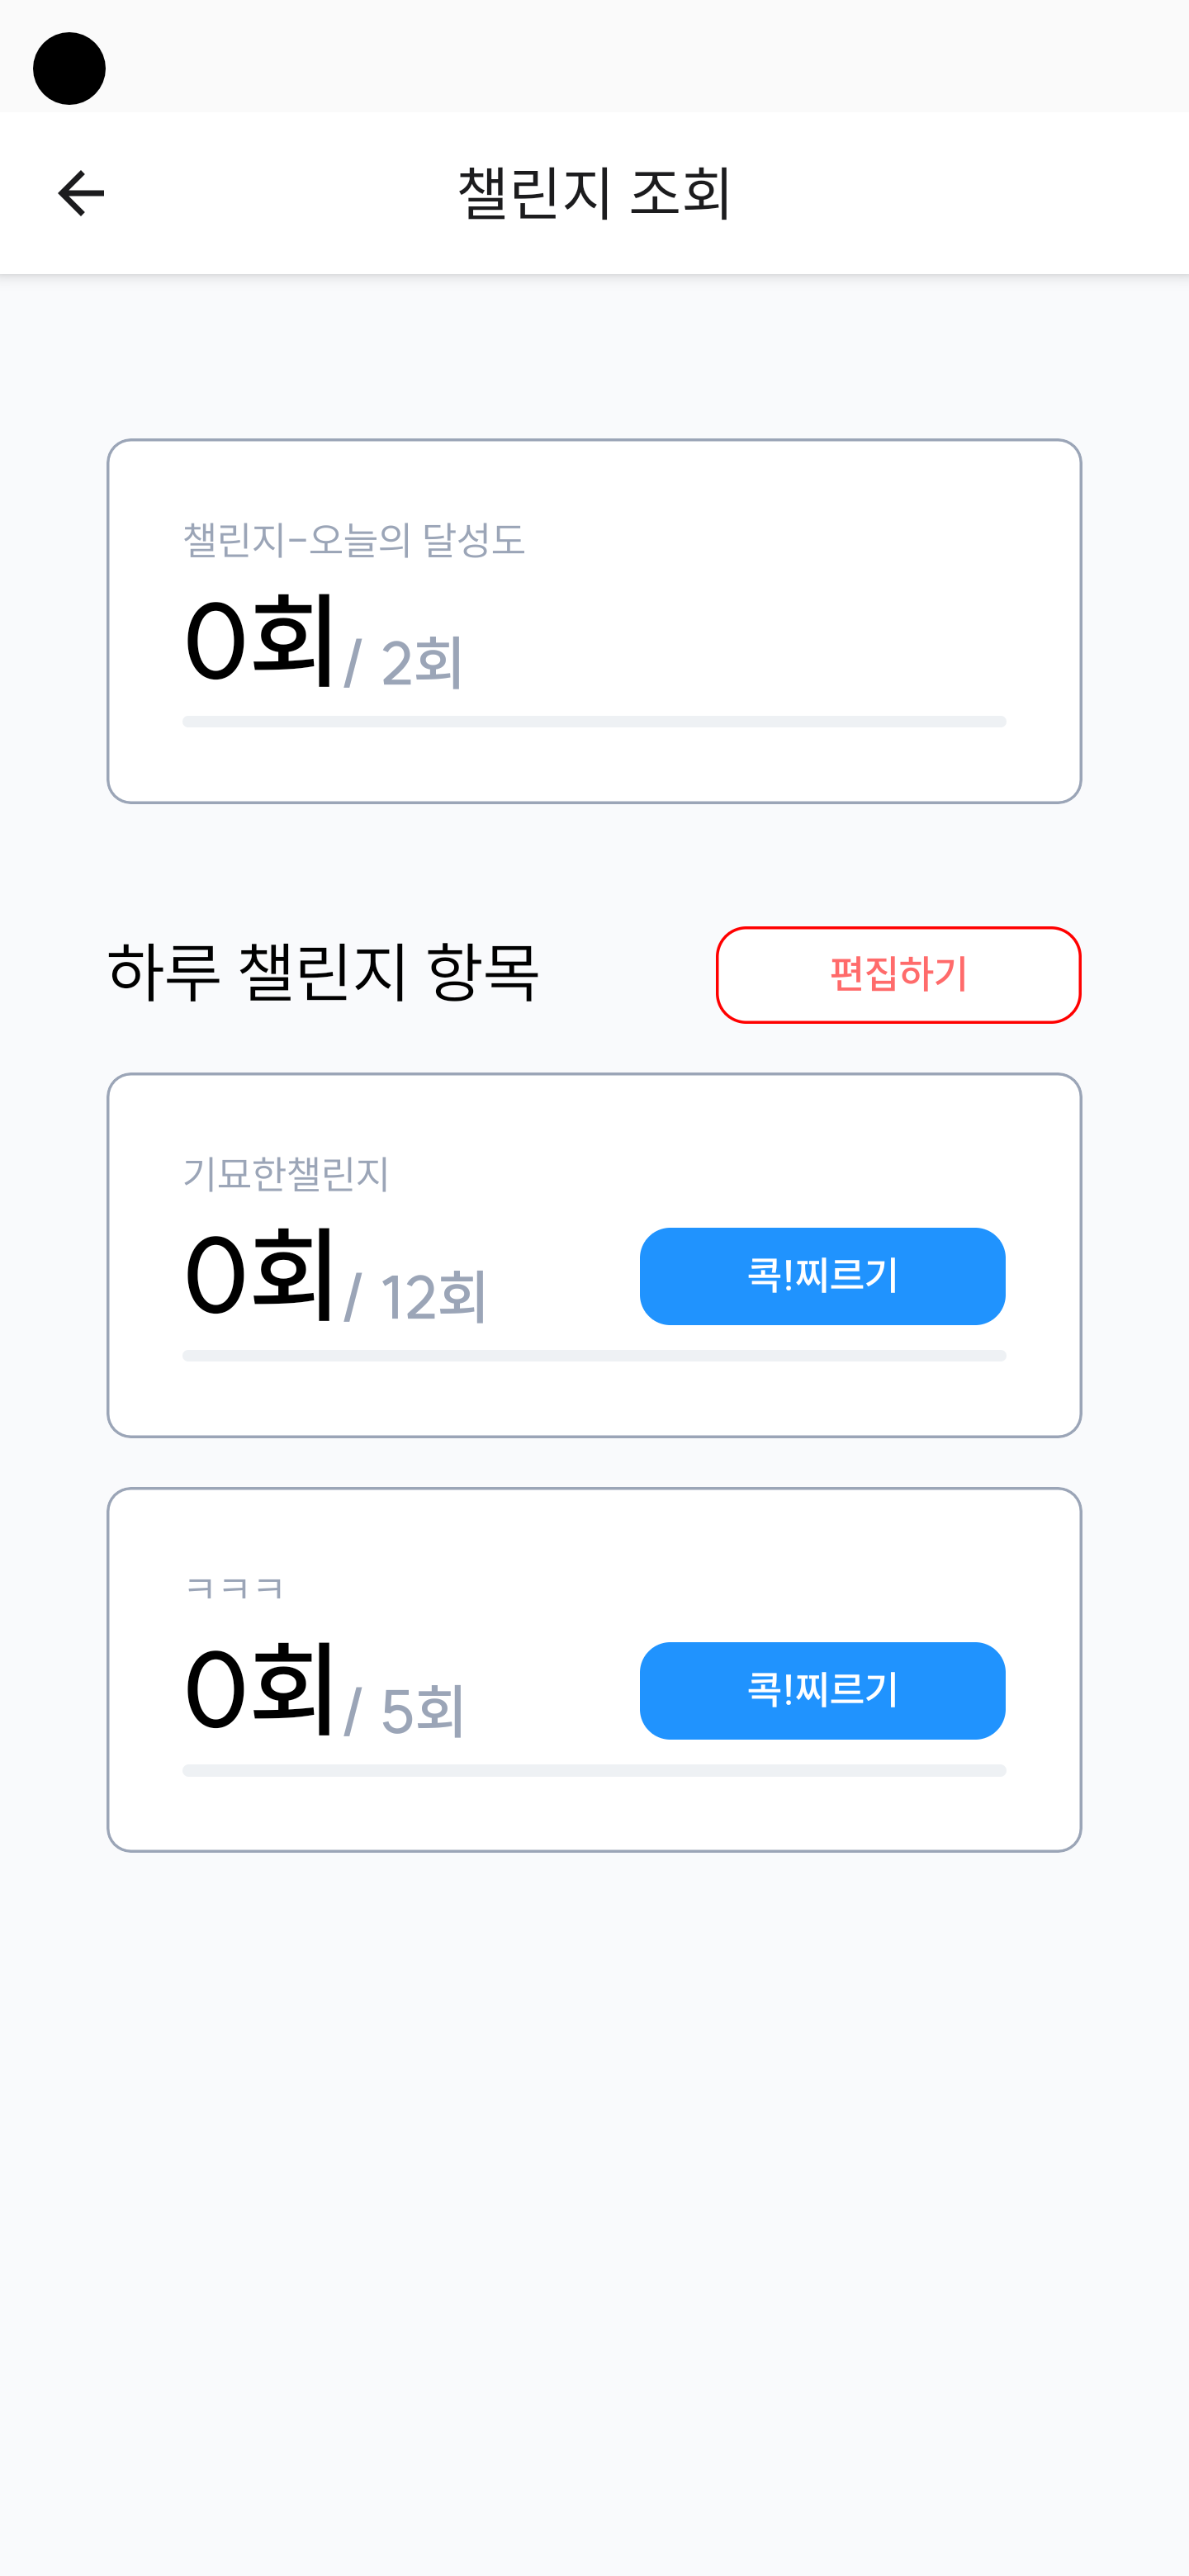 챌린지 조회
챌린지-오늘의 달성도
0회/ 2회
하루 챌린지 항목
편집하기
기묘한챌린지
0회/ 12회
콕!찌르기
ㅋㅋㅋ
0회/ 5회
콕!찌르기